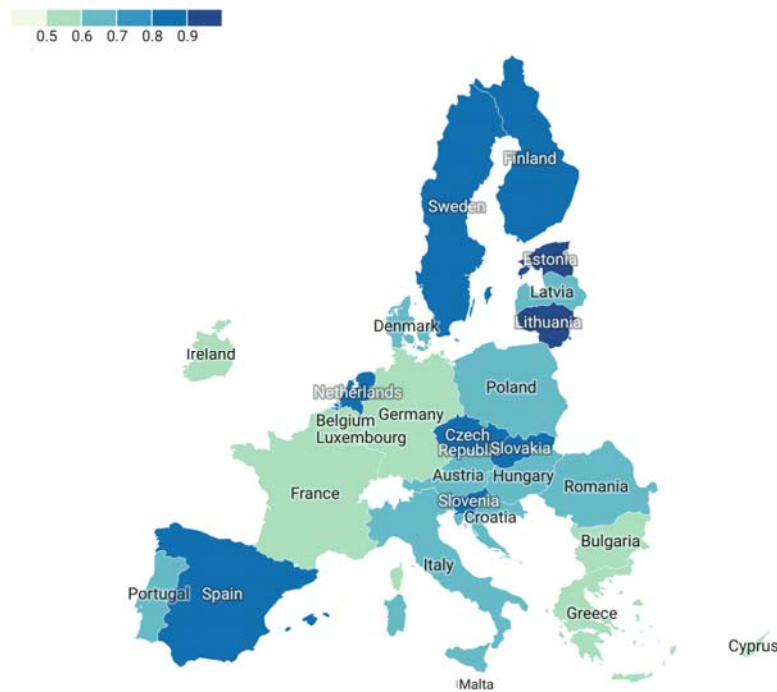 0.5 0.6 0.7 0.8 0.9
Finland
Sweden
Estonia
Latvia
Lithuania
Denmark
Ireland
Netherlands
Poland
Germany
Belgium
Luxembourg
Czech
Republic
Slovakia
Austria
Hungary
Romania
France
Slovenia
Croatia
Bulgaria
Italy
Portugal
Spain
Greece
Cyprus
Malta